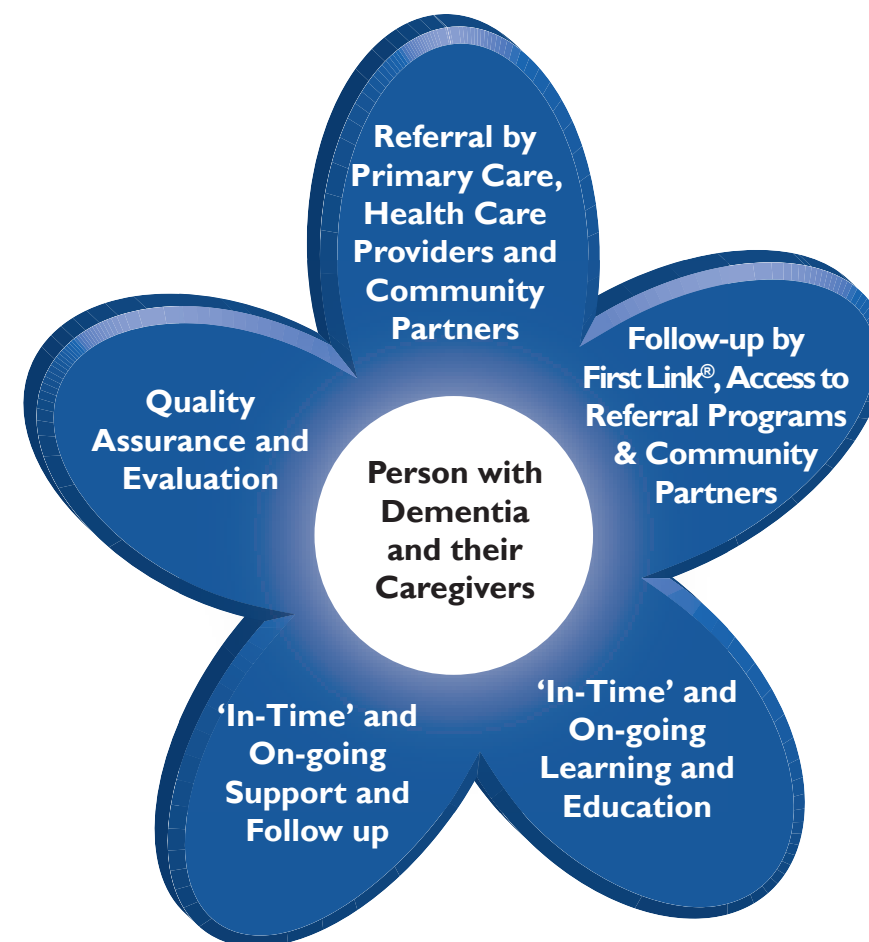 Referral by
Primary Care,
Health Care
Providers and
Community
Partners
Follow-up by
First Link®, Access to
Referral Programs
& Community
Partners
‘In-Time’ and
On-going
Learning and
Education
‘In-Time’ and
On-going
Support and
Follow up
Quality
Assurance and
Evaluation
Person with
Dementia
and their
Caregivers